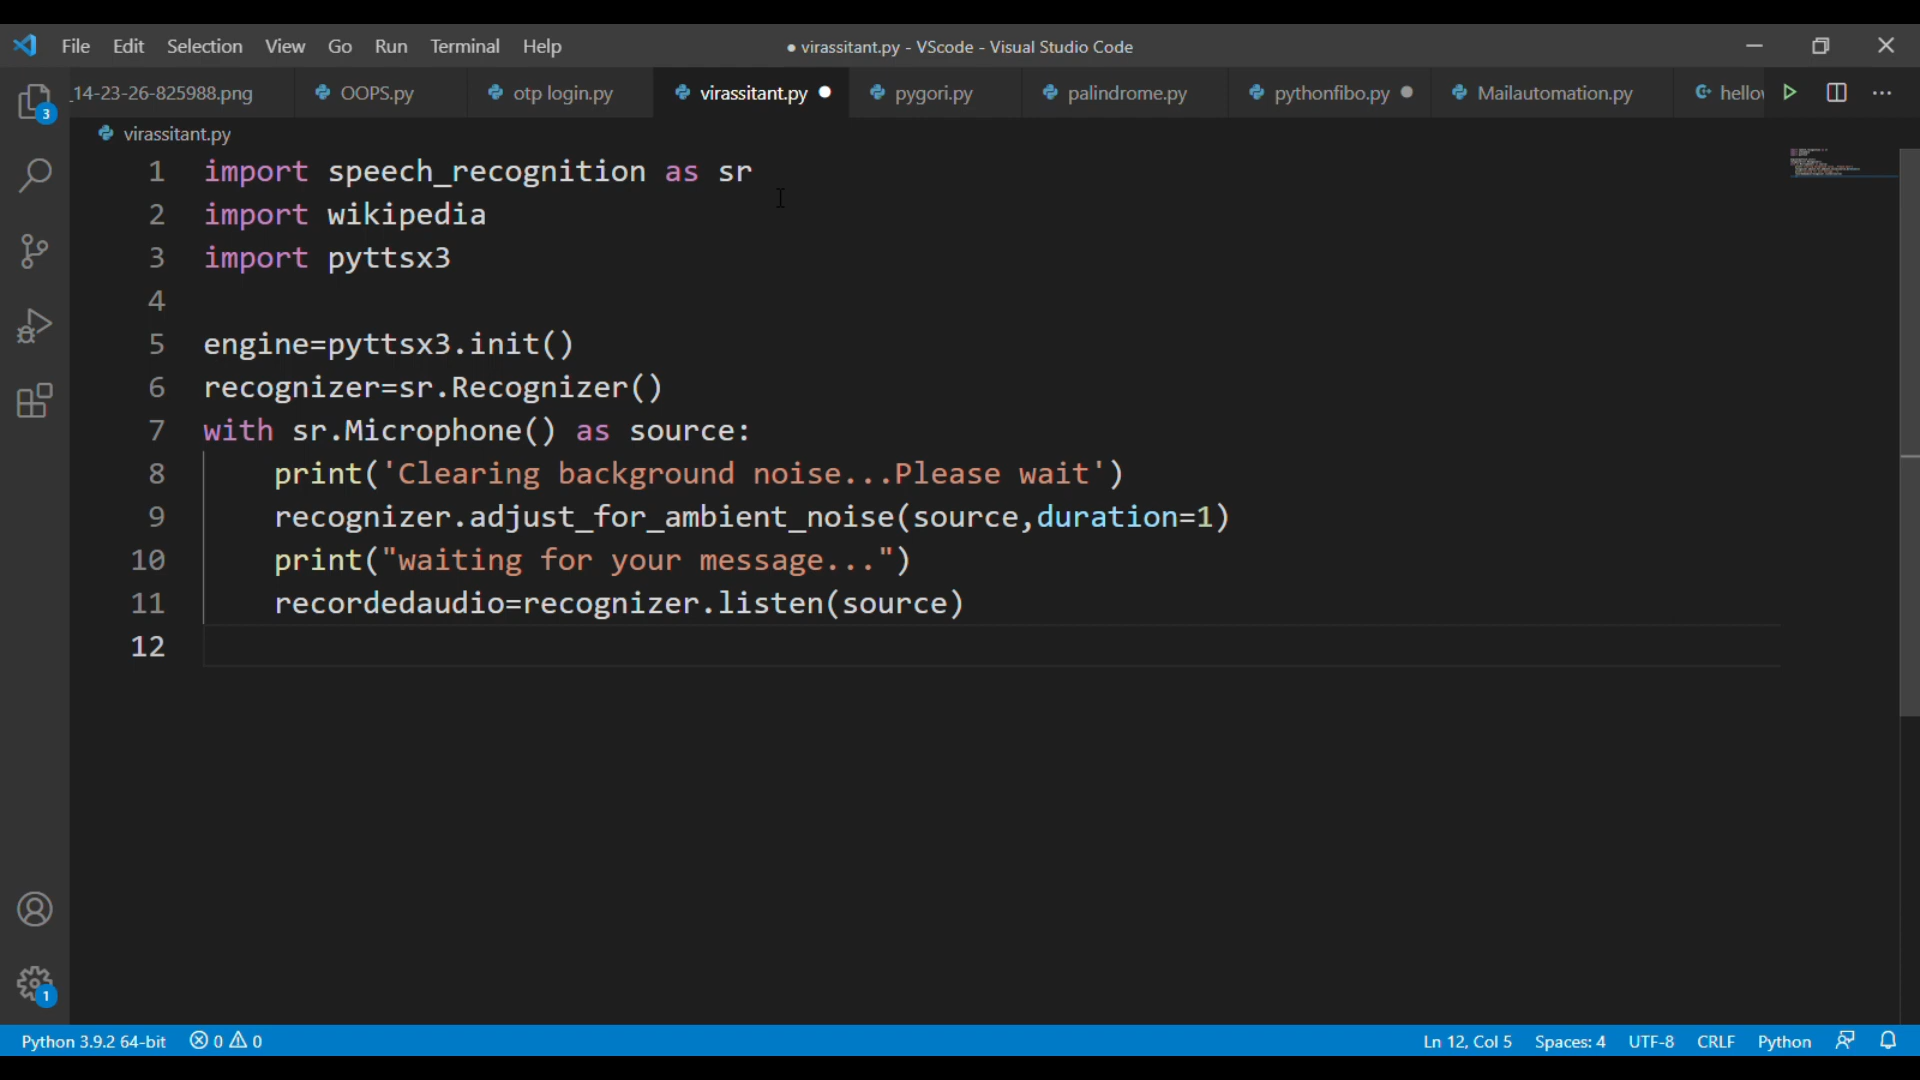 File Edit Selection View Go Run Terminal Help ● virassitant.py - VScode - Visual Studio Code
_14-23-26-825988.png OOPS.py otp login.py virassitant.py pygori.py palindrome.py pythonfibo.py Mailautomation.py hello
3
virassitant.py
1 import speech_recognition as sr
2 import wikipedia
3 import pyttsx3
4
5 engine=pyttsx3.init()
6 recognizer=sr.Recognizer()
7 with sr.Microphone() as source:
8 print('Clearing background noise...Please wait')
9 recognizer.adjust_for_ambient_noise(source,duration=1)
10 print("waiting for your message...")
11 recordedaudio=recognizer.listen(source)
12
1
Python 3.9.2 64-bit 0 0 Ln 12, Col 5 Spaces: 4 UTF-8 CRLF Python